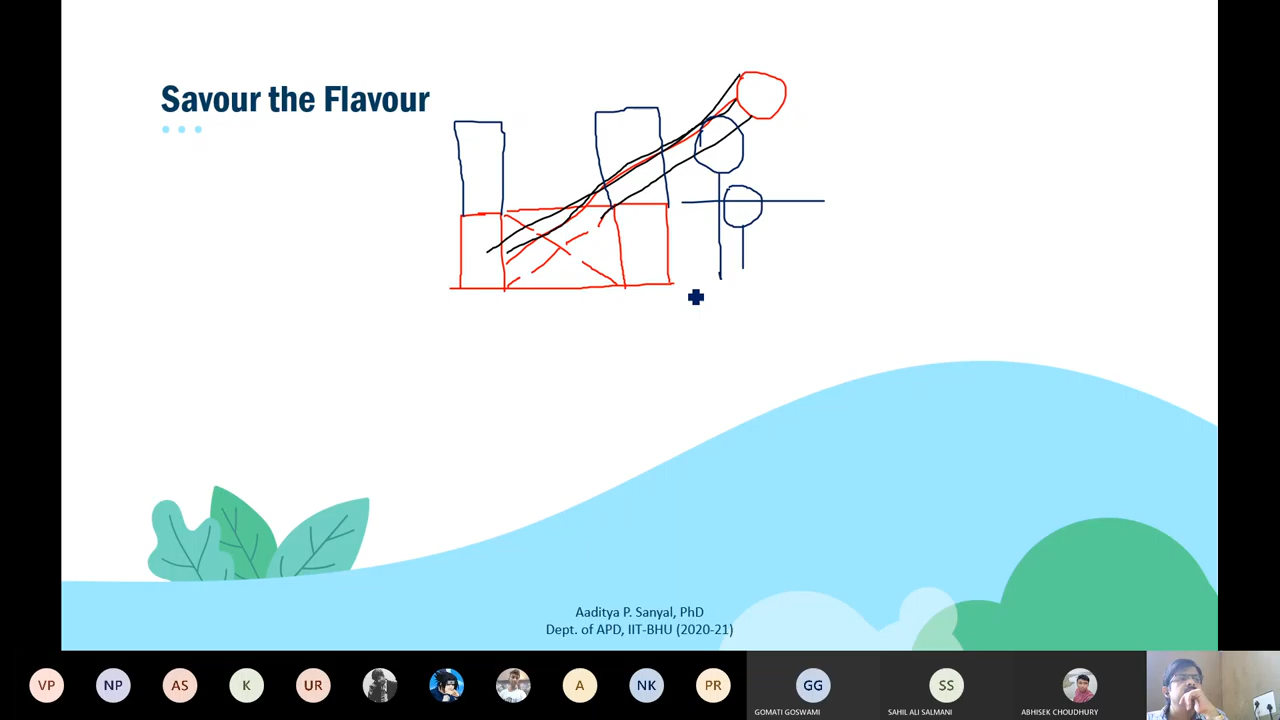 Savour the Flavour
Aaditya P. Sanyal, PhD
Dept. of APD, IIT-BHU (2020-21)
VP
NP
AS
K
UR
A
NK
PR
GG
SS
GOMATI GOSWAMI
SAHIL ALI SALMANI
ABHISEK CHOUDHURY